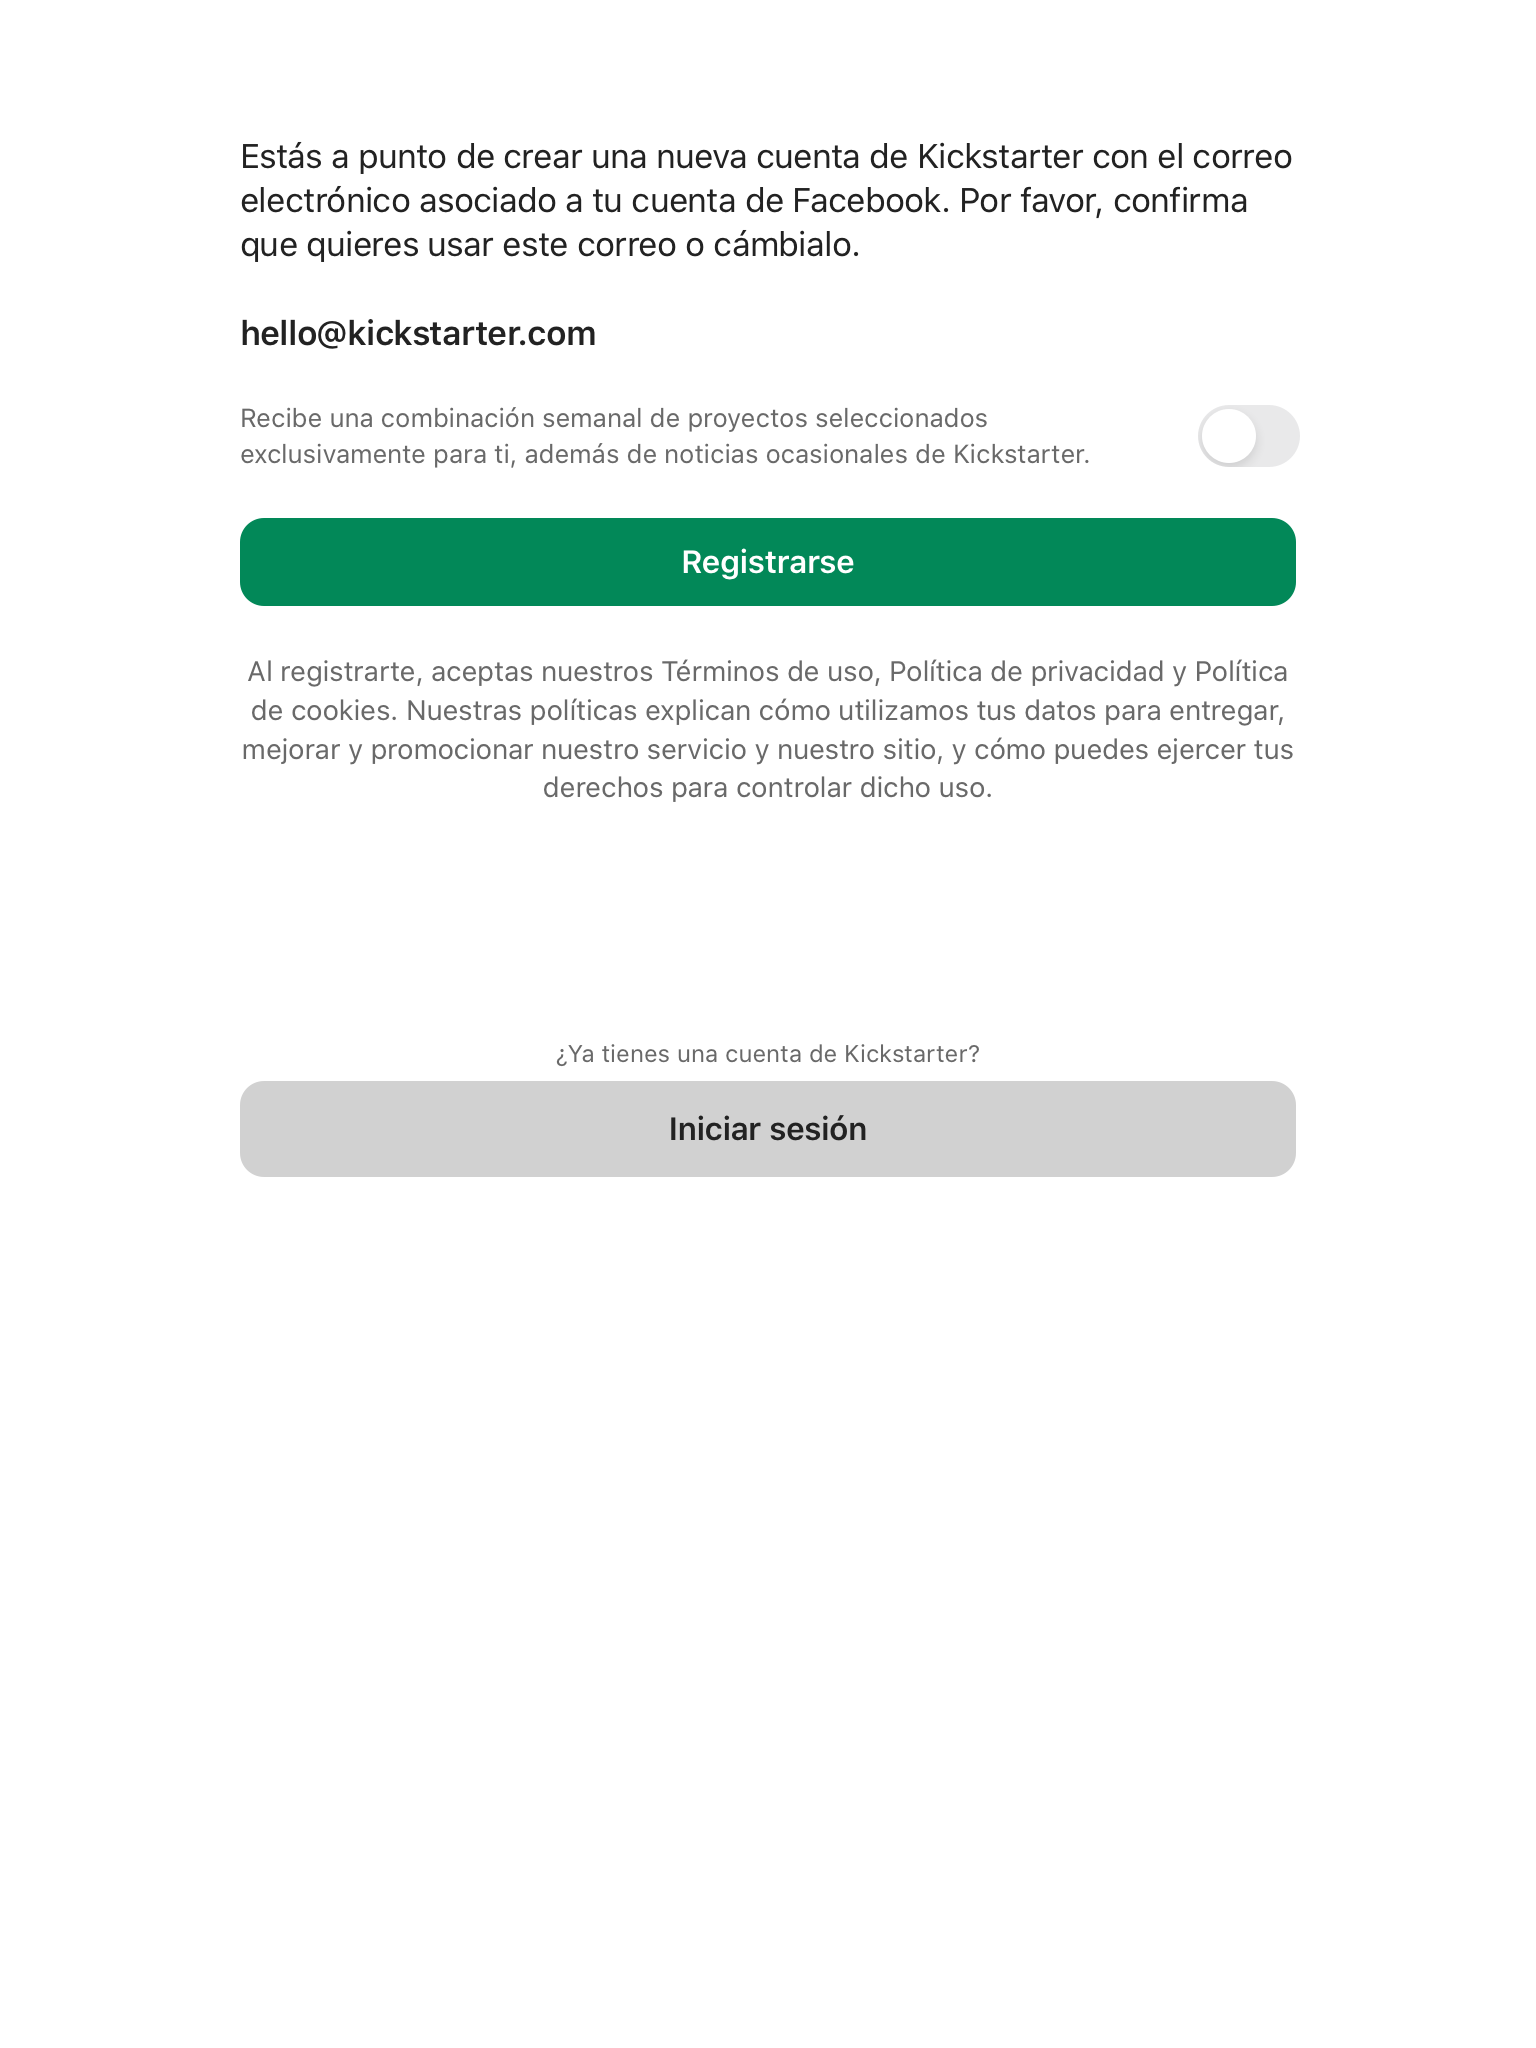 Estás a punto de crear una nueva cuenta de Kickstarter con el correo
electrónico asociado a tu cuenta de Facebook. Por favor, confirma
que quieres usar este correo o cámbialo.
hello@kickstarter.com
Recibe una combinación semanal de proyectos seleccionados
exclusivamente para ti, además de noticias ocasionales de Kickstarter.
Registrarse
Al registrarte, aceptas nuestros Términos de uso, Política de privacidad y Política
de cookies. Nuestras políticas explican cómo utilizamos tus datos para entregar,
mejorar y promocionar nuestro servicio y nuestro sitio, y cómo puedes ejercer tus
derechos para controlar dicho uso.
¿Ya tienes una cuenta de Kickstarter?
Iniciar sesión